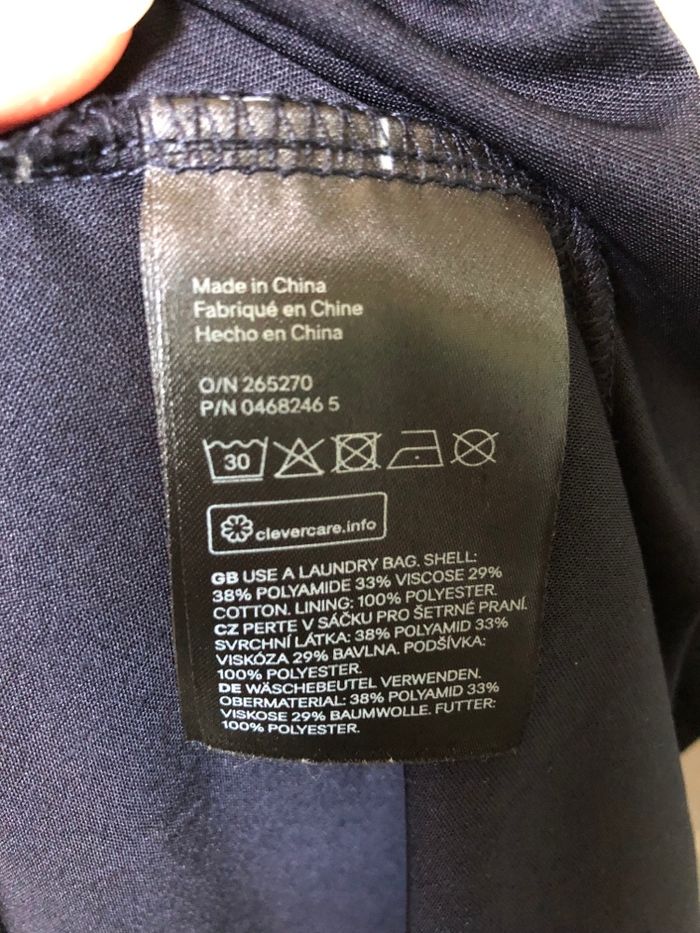 Made in China
Fabriqué en Chine
Hecho en China
O/N 265270
P/N 0468246 5
30
clevercare.info
GB USE A LAUNDRY BAG. SHELL:
38% POLYAMIDE 33% VISCOSE 29%
COTTON. LINING: 100% POLYESTER.
CZ PERTE V SÁČKU PRO ŠETRNÉ PRANÍ.
SVRCHNÍ LÁTKA: 38% POLYAMID 33%
VISKÓZA 29% BAVLNA. PODŠÍVKA:
100% POLYESTER.
DE WÄSCHEBEUTEL VERWENDEN.
OBERMATERIAL: 38% POLYAMID 33%
VISKOSE 29% BAUMWOLLE. FUTTER:
100% POLYESTER.